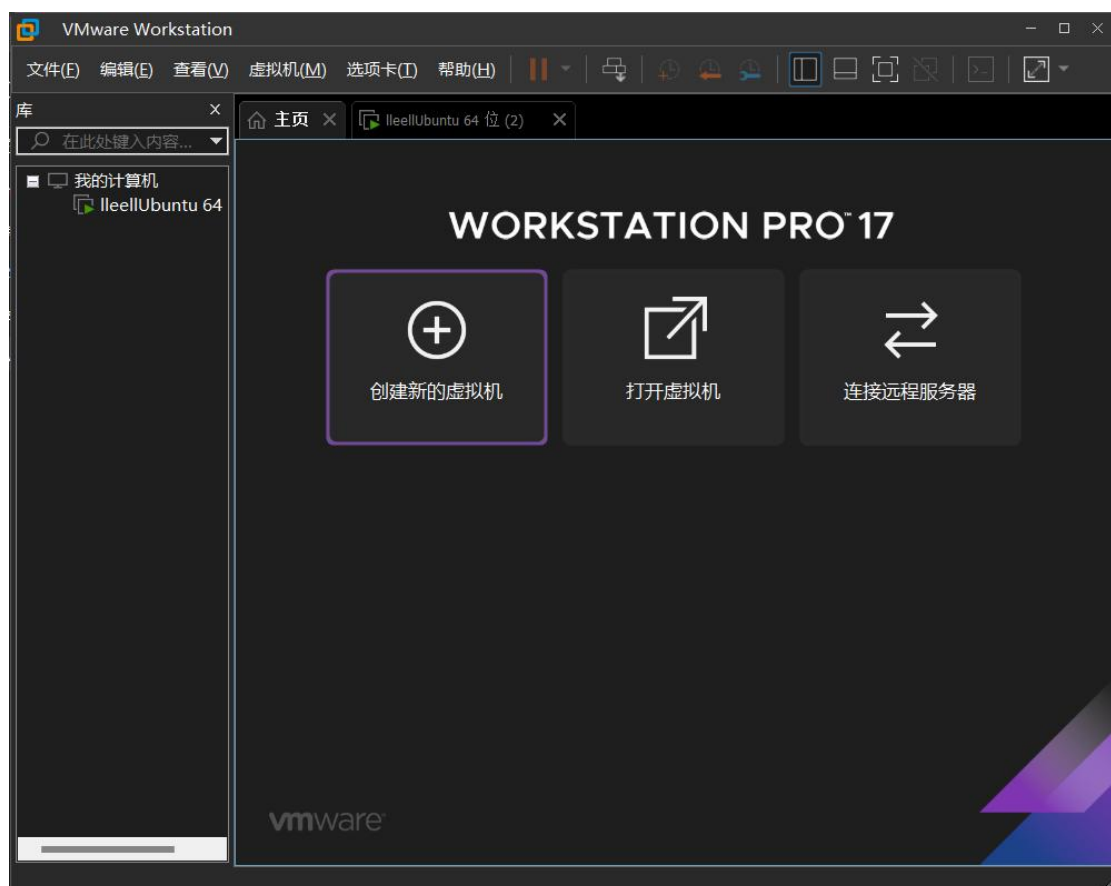 VMware Workstation
文件(F) 编辑(E) 查看(V) 虚拟机(M) 选项卡(T) 帮助(H)
库
在此处键入内容...
我的计算机
lleellUbuntu 64
主页
lleellUbuntu 64 位 (2)
WORKSTATION PRO™ 17
创建新的虚拟机
打开虚拟机
连接远程服务器
vmware